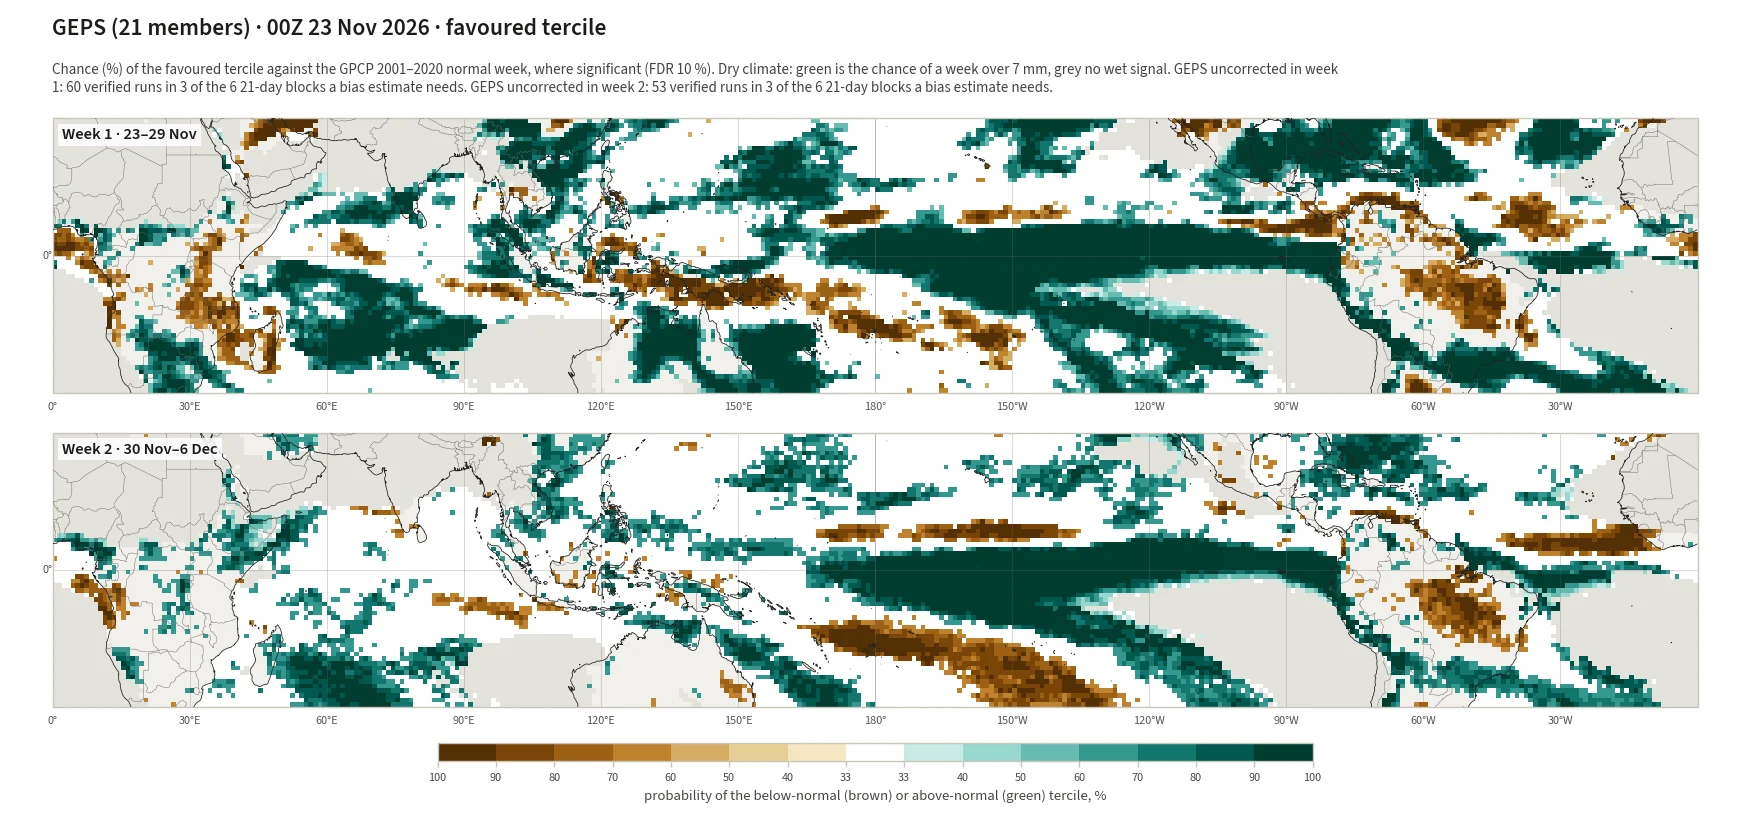 GEPS (21 members) · 00Z 23 Nov 2026 · favoured tercile
Chance (%) of the favoured tercile against the GPCP 2001–2020 normal week, where significant (FDR 10 %). Dry climate: green is the chance of a week over 7 mm, grey no wet signal. GEPS uncorrected in week
1: 60 verified runs in 3 of the 6 21-day blocks a bias estimate needs. GEPS uncorrected in week 2: 53 verified runs in 3 of the 6 21-day blocks a bias estimate needs.
Week 1 · 23–29 Nov
0°
0° 30°E 60°E 90°E 120°E 150°E 180° 150°W 120°W 90°W 60°W 30°W
Week 2 · 30 Nov–6 Dec
0°
0° 30°E 60°E 90°E 120°E 150°E 180° 150°W 120°W 90°W 60°W 30°W
100 90 80 70 60 50 40 33 33 40 50 60 70 80 90 100
probability of the below-normal (brown) or above-normal (green) tercile, %